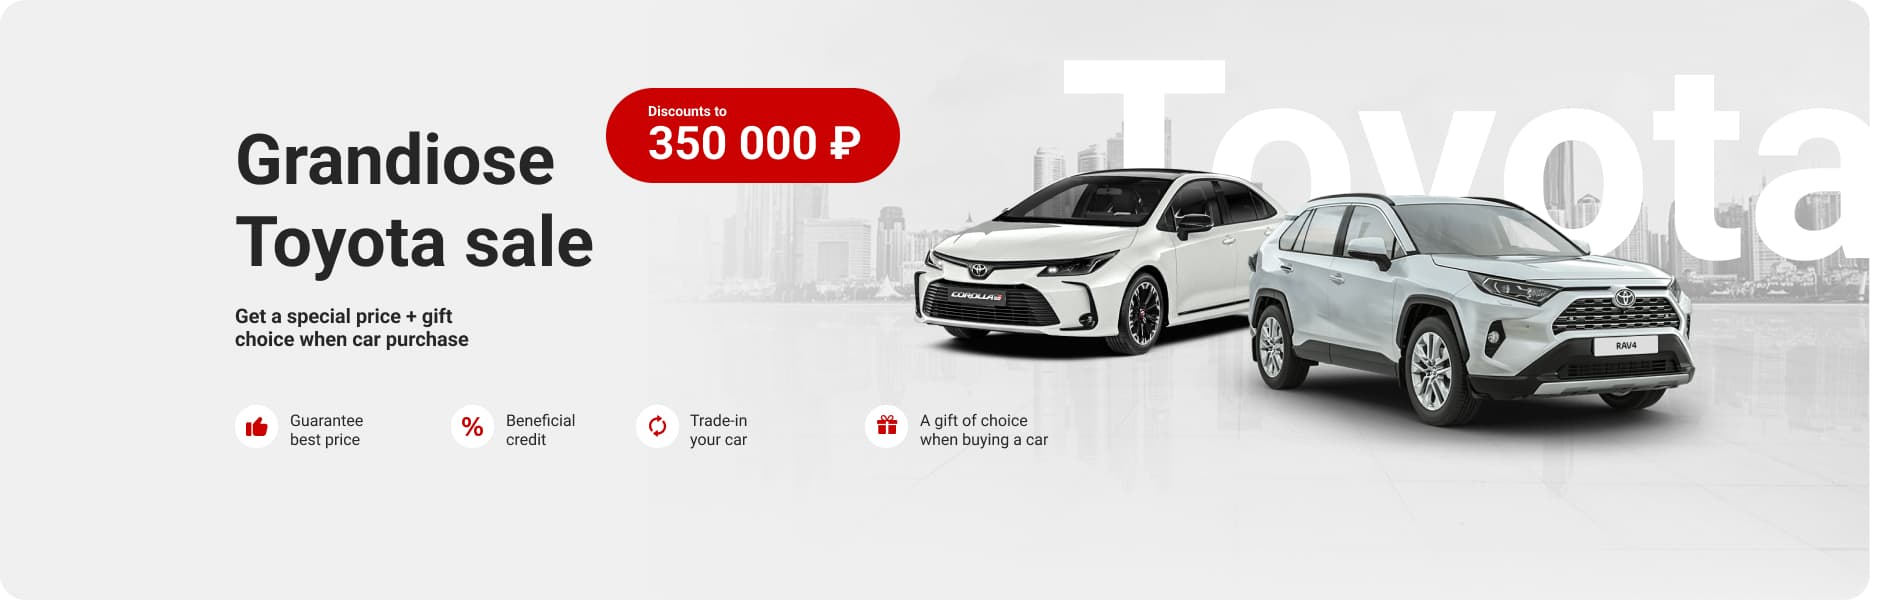 Toyota
Discounts to
350 000 ₽
Grandiose
Toyota sale
Get a special price + gift
choice when car purchase
COROLLA
RAV4
Guarantee
best price
Beneficial
credit
Trade-in
your car
A gift of choice
when buying a car